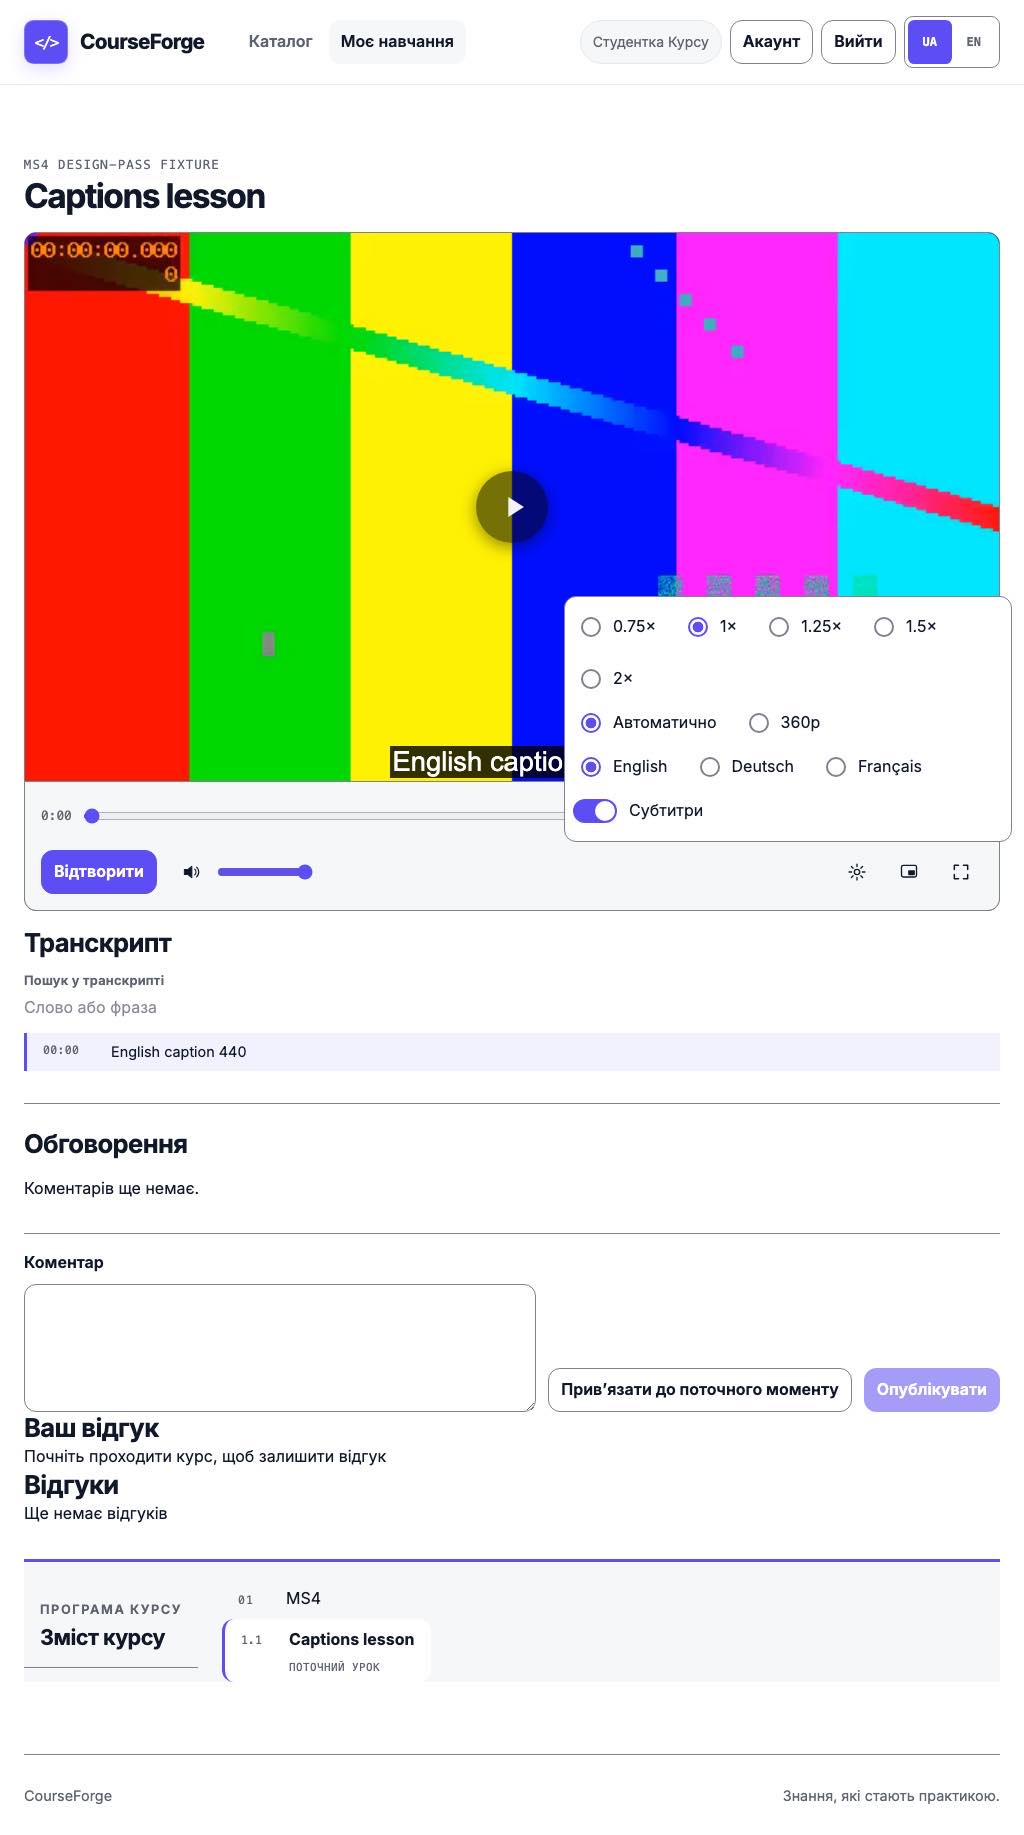 </> CourseForge Каталог Моє навчання Студентка Курсу Акаунт Вийти UA EN
MS4 DESIGN-PASS FIXTURE
Captions lesson
00:00:00.000
0
0.75× 1× 1.25× 1.5×
2×
Автоматично 360p
English captio
English Deutsch Français
Субтитри
0:00
Відтворити
Транскрипт
Пошук у транскрипті
Слово або фраза
00:00 English caption 440
Обговорення
Коментарів ще немає.
Коментар
Прив’язати до поточного моменту Опублікувати
Ваш відгук
Почніть проходити курс, щоб залишити відгук
Відгуки
Ще немає відгуків
ПРОГРАМА КУРСУ
Зміст курсу
01 MS4
1.1 Captions lesson
ПОТОЧНИЙ УРОК
CourseForge Знання, які стають практикою.